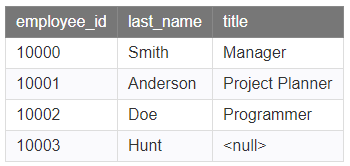 employee_id last_name title
10000 Smith Manager
10001 Anderson Project Planner
10002 Doe Programmer
10003 Hunt <null>